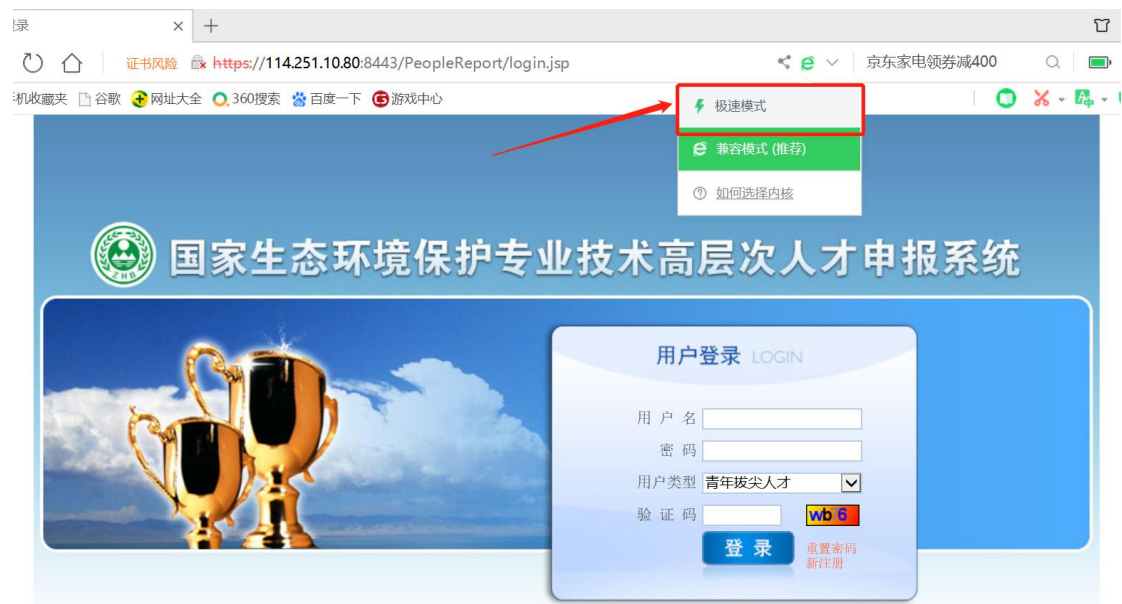 录
证书风险 https://114.251.10.80:8443/PeopleReport/login.jsp 京东家电领券减400
机收藏夹 谷歌 网址大全 360搜索 百度一下 游戏中心
极速模式
兼容模式 (推荐)
如何选择内核
ZHB
国家生态环境保护专业技术高层次人才申报系统
用户登录 LOGIN
用户名
密码
用户类型 青年拔尖人才
验证码 wb76
登录 重置密码
新注册